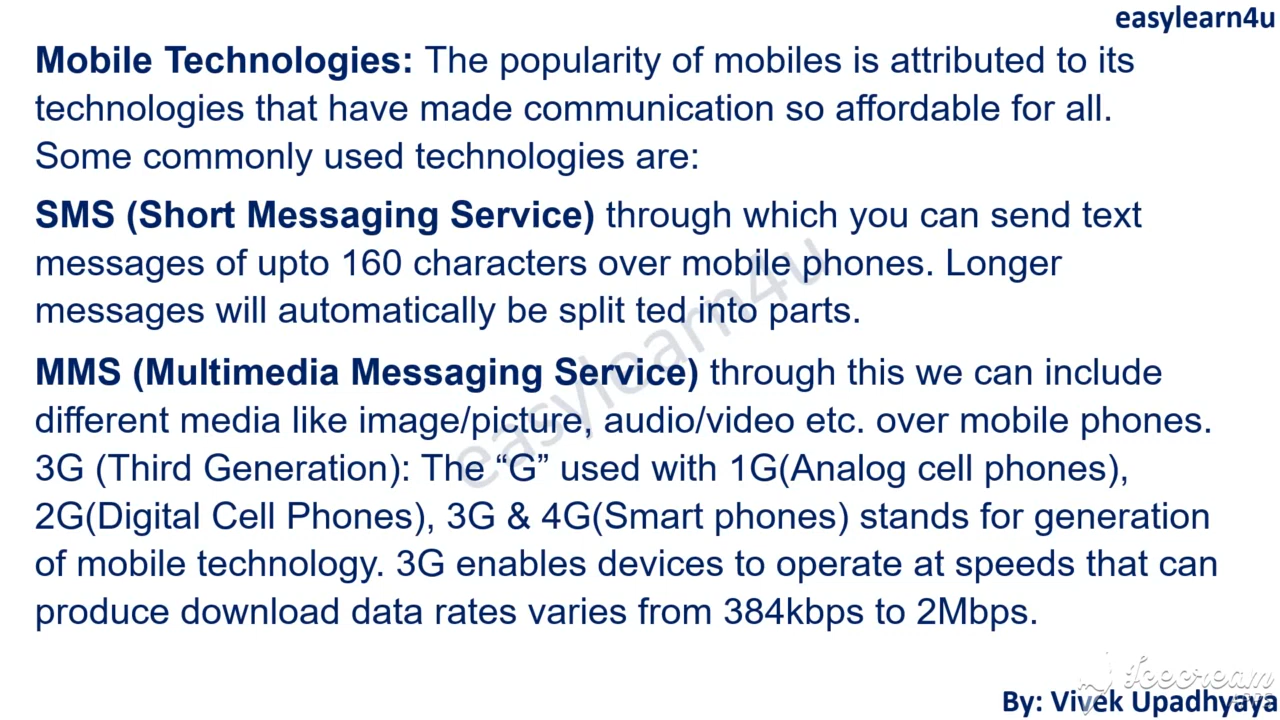 easylearn4u
Mobile Technologies: The popularity of mobiles is attributed to its
technologies that have made communication so affordable for all.
Some commonly used technologies are:
SMS (Short Messaging Service) through which you can send text
messages of upto 160 characters over mobile phones. Longer
messages will automatically be split ted into parts.
easylearn4u
MMS (Multimedia Messaging Service) through this we can include
different media like image/picture, audio/video etc. over mobile phones.
3G (Third Generation): The “G” used with 1G(Analog cell phones),
2G(Digital Cell Phones), 3G & 4G(Smart phones) stands for generation
of mobile technology. 3G enables devices to operate at speeds that can
produce download data rates varies from 384kbps to 2Mbps.
Icecream
APPS
By: Vivek Upadhyaya